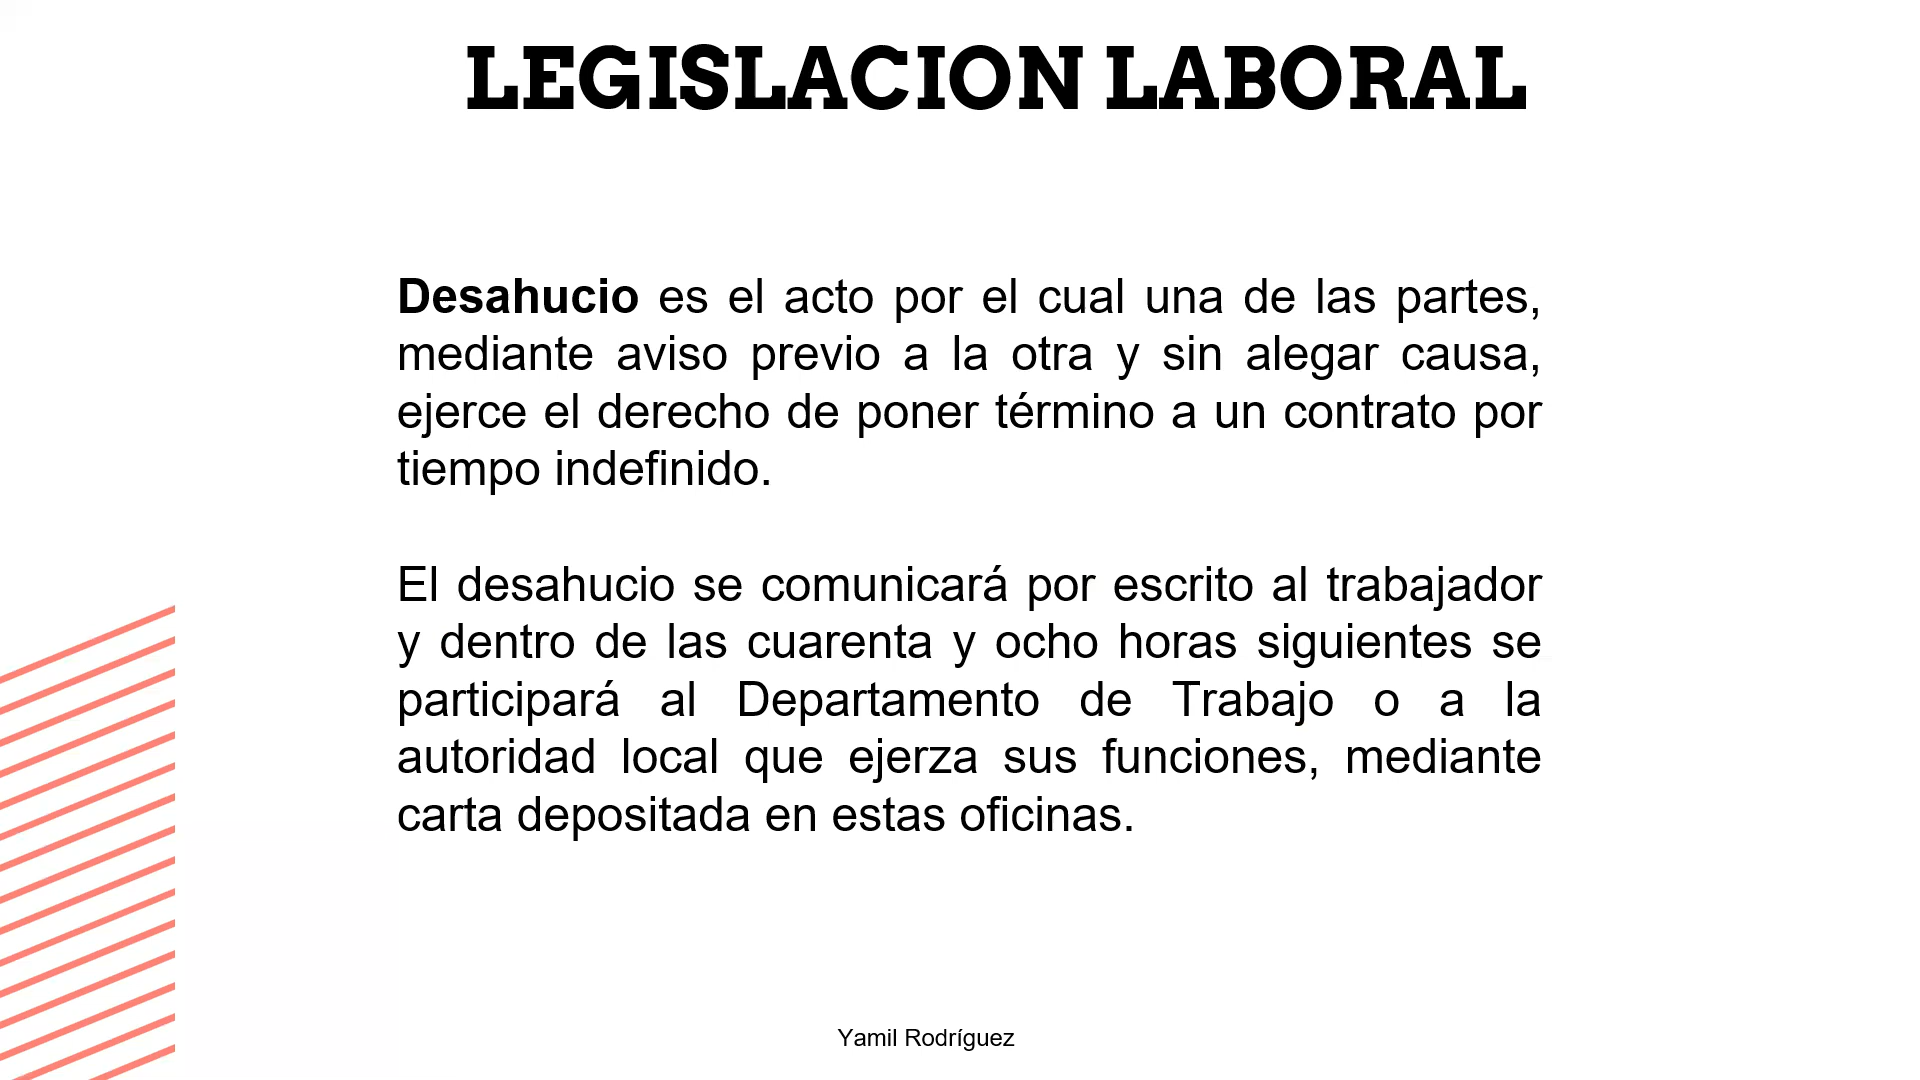 LEGISLACION LABORAL
Desahucio es el acto por el cual una de las partes,
mediante aviso previo a la otra y sin alegar causa,
ejerce el derecho de poner término a un contrato por
tiempo indefinido.
El desahucio se comunicará por escrito al trabajador
y dentro de las cuarenta y ocho horas siguientes se
participará al Departamento de Trabajo o a la
autoridad local que ejerza sus funciones, mediante
carta depositada en estas oficinas.
Yamil Rodríguez